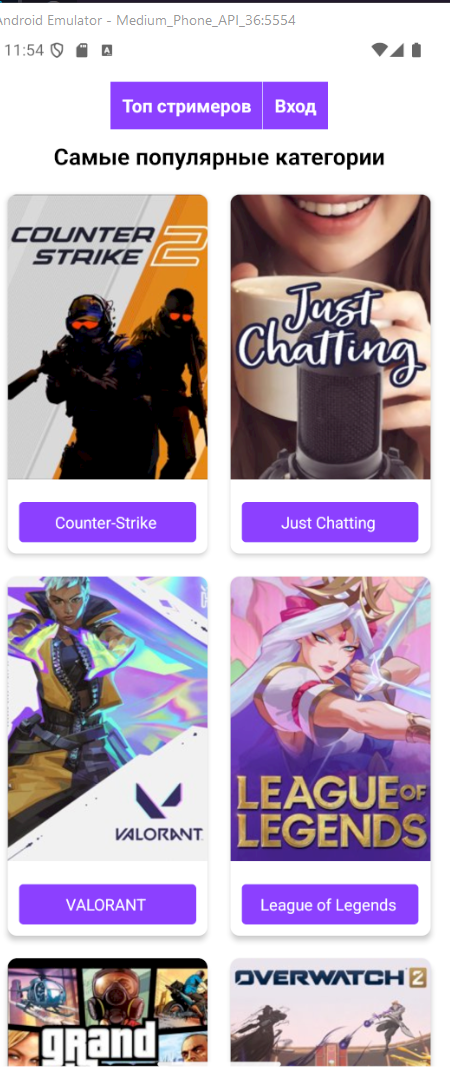 Android Emulator - Medium_Phone_API_36:5554
11:54
Топ стримеров
Вход
Самые популярные категории
COUNTER
STRIKE 2
Just
Chatting
Counter-Strike
Just Chatting
VALORANT
LEAGUE OF
LEGENDS
VALORANT
League of Legends
grand
OVERWATCH 2